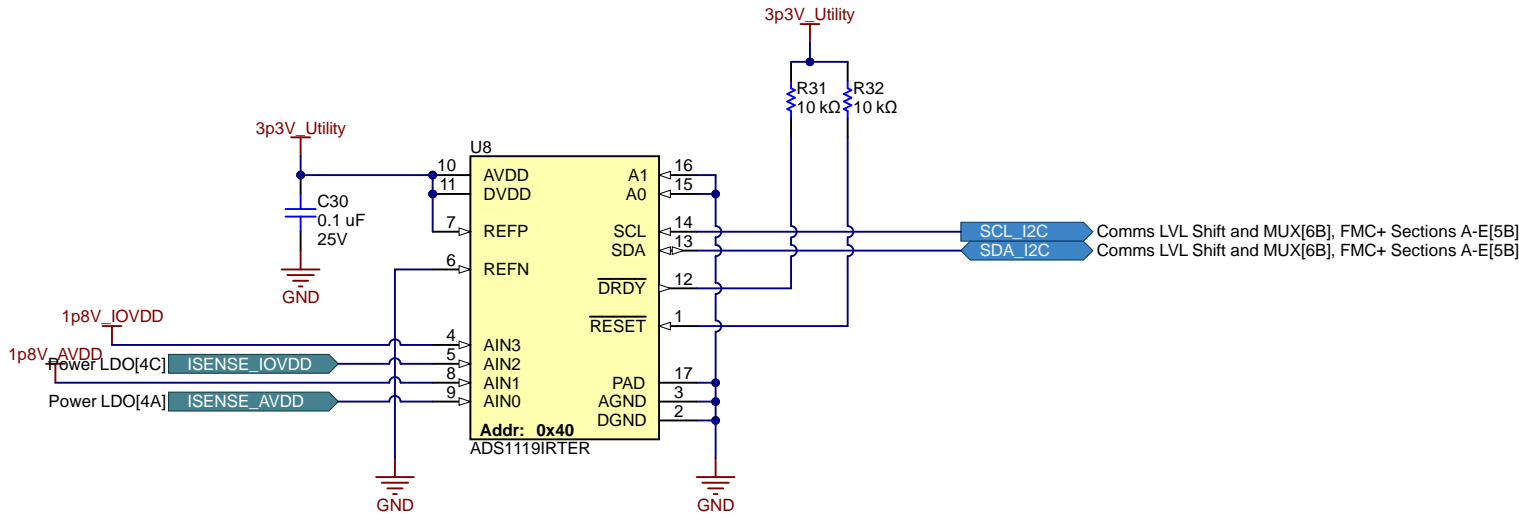 3p3V_Utility
R31
10 kΩ
R32
10 kΩ
3p3V_Utility
C30
0.1 uF
25V
GND
U8
10 AVDD
11 DVDD
7 REFP
6 REFN
4 AIN3
5 AIN2
8 AIN1
9 AIN0
A1 16
A0 15
SCL 14
SDA 13
DRDY 12
RESET 1
PAD 17
AGND 3
DGND 2
Addr: 0x40
ADS1119IRTER
SCL_I2C Comms LVL Shift and MUX[6B], FMC+ Sections A-E[5B]
SDA_I2C Comms LVL Shift and MUX[6B], FMC+ Sections A-E[5B]
1p8V_IOVDD
1p8V_AVDD
Power LDO[4C] ISENSE_IOVDD
Power LDO[4A] ISENSE_AVDD
GND
GND